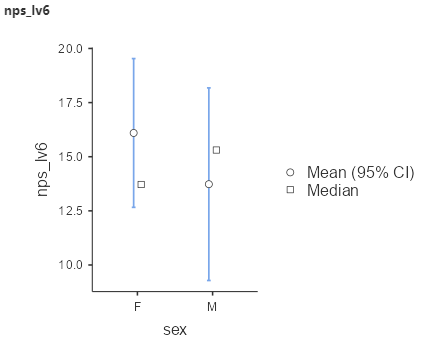 nps_lv6
20.0
17.5
15.0
12.5
10.0
nps_lv6
F
M
sex
Mean (95% CI)
Median